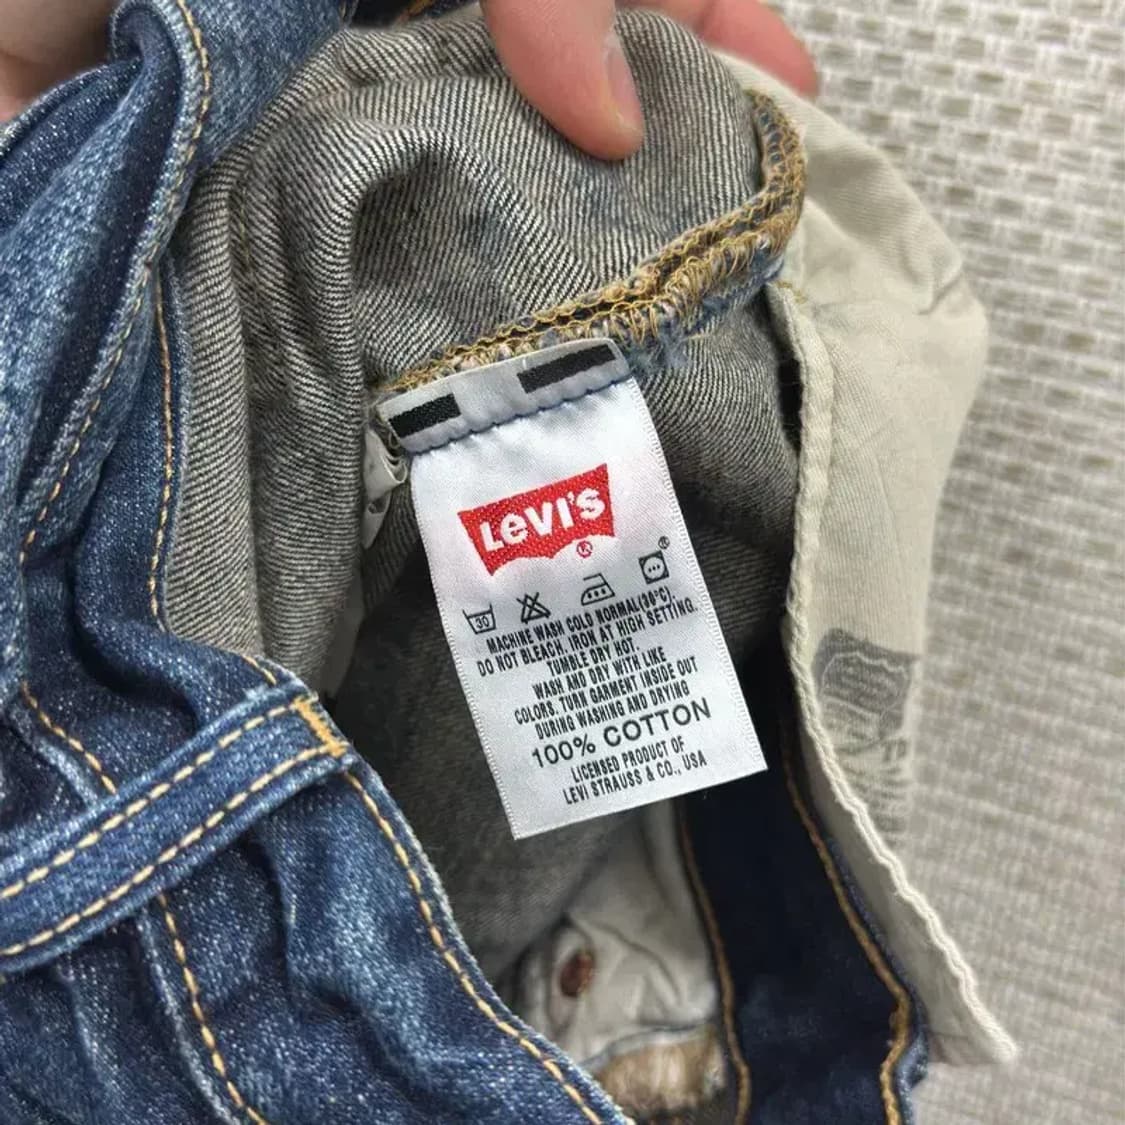 LEVI'S
®
®
30
MACHINE WASH COLD NORMAL(30°C).
DO NOT BLEACH. IRON AT HIGH SETTING.
TUMBLE DRY HOT.
WASH AND DRY WITH LIKE
COLORS. TURN GARMENT INSIDE OUT
DURING WASHING AND DRYING
100% COTTON
LICENSED PRODUCT OF
LEVI STRAUSS & CO., USA